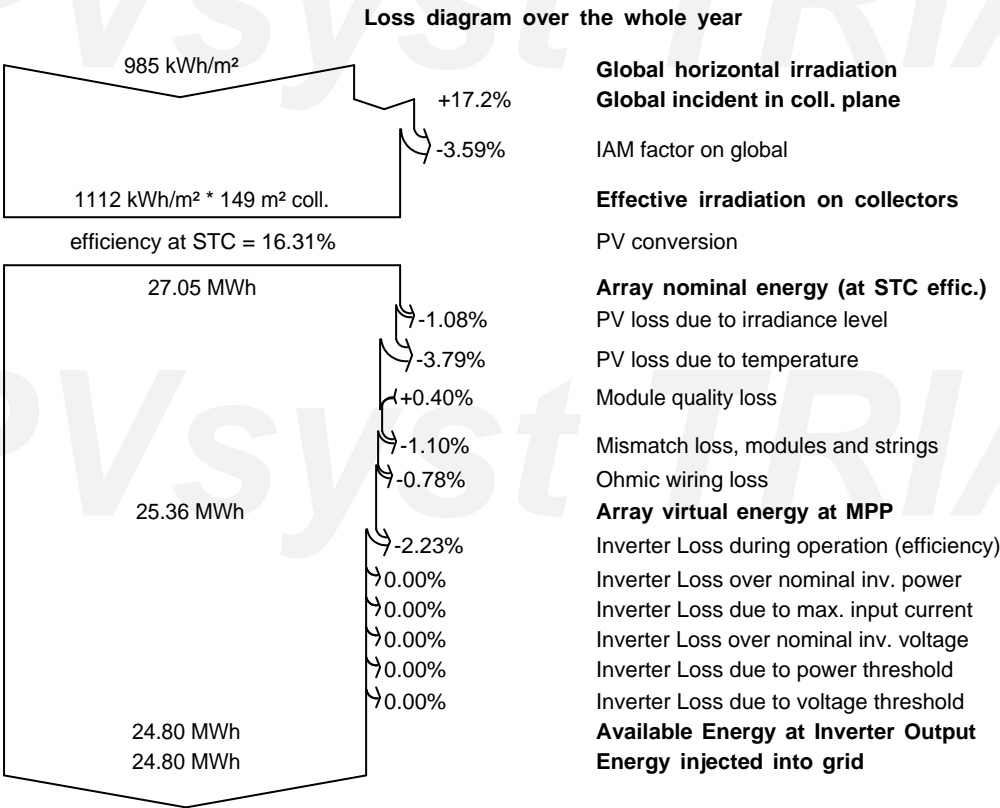 Loss diagram over the whole year
985 kWh/m² Global horizontal irradiation
+17.2% Global incident in coll. plane
-3.59% IAM factor on global
1112 kWh/m² * 149 m² coll. Effective irradiation on collectors
efficiency at STC = 16.31% PV conversion
27.05 MWh Array nominal energy (at STC effic.)
-1.08% PV loss due to irradiance level
-3.79% PV loss due to temperature
+0.40% Module quality loss
-1.10% Mismatch loss, modules and strings
-0.78% Ohmic wiring loss
25.36 MWh Array virtual energy at MPP
-2.23% Inverter Loss during operation (efficiency)
0.00% Inverter Loss over nominal inv. power
0.00% Inverter Loss due to max. input current
0.00% Inverter Loss over nominal inv. voltage
0.00% Inverter Loss due to power threshold
0.00% Inverter Loss due to voltage threshold
24.80 MWh Available Energy at Inverter Output
24.80 MWh Energy injected into grid
PVsyst TRIA
PVsyst TRIA